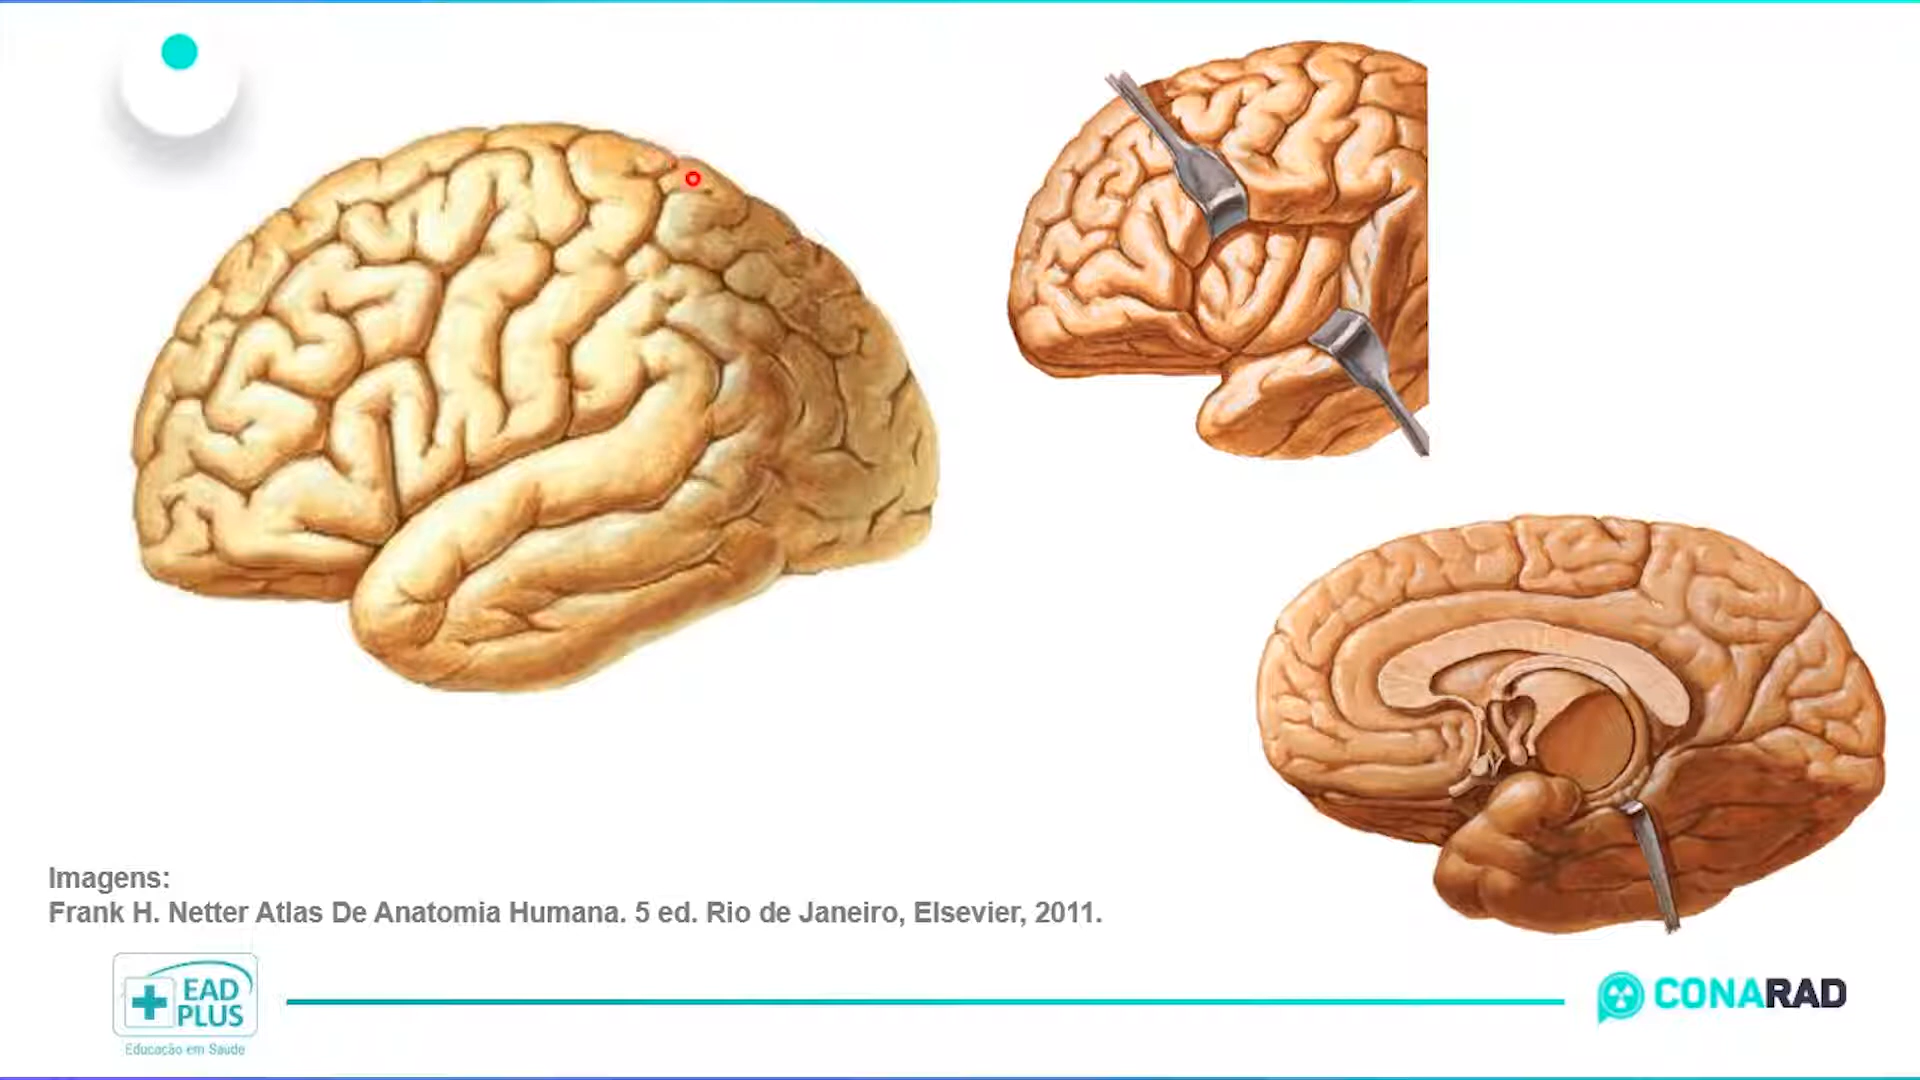 Imagens:
Frank H. Netter Atlas De Anatomia Humana. 5 ed. Rio de Janeiro, Elsevier, 2011.
EAD
PLUS
Educação em Saúde
CONARAD